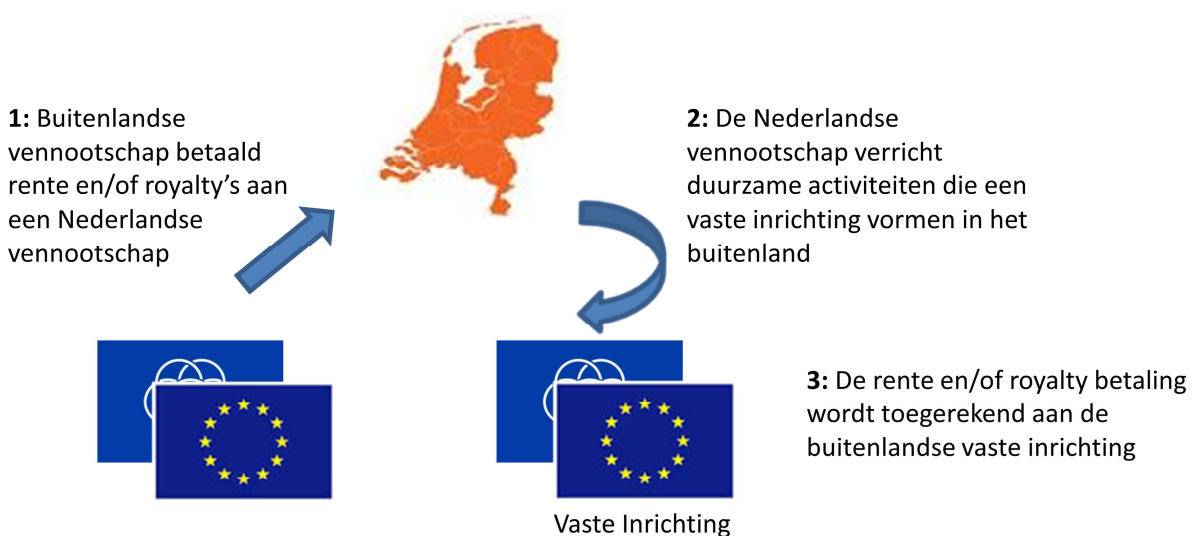 1: Buitenlandse
vennootschap betaald
rente en/of royalty's aan
een Nederlandse
vennootschap
2: De Nederlandse
vennootschap verricht
duurzame activiteiten die een
vaste inrichting vormen in het
buitenland
3: De rente en/of royalty betaling
wordt toegerekend aan de
buitenlandse vaste inrichting
Vaste Inrichting